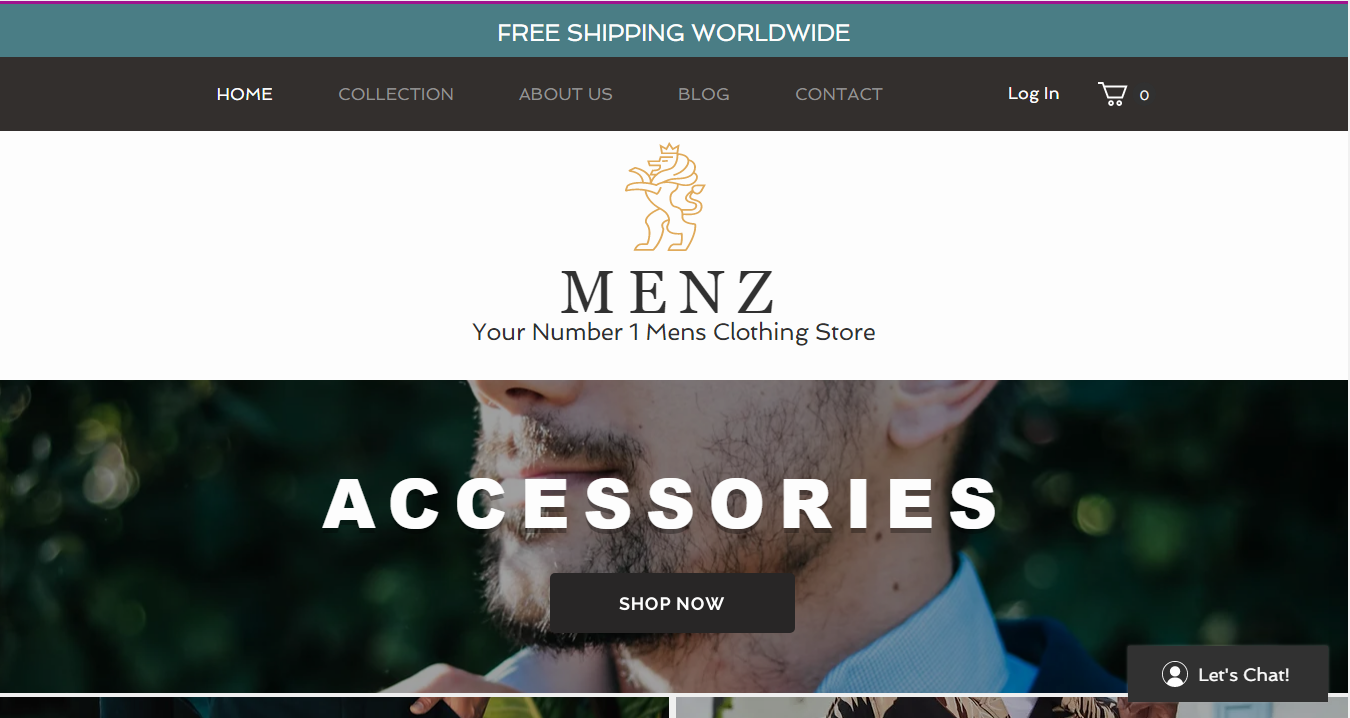 FREE SHIPPING WORLDWIDE
HOME COLLECTION ABOUT US BLOG CONTACT Log In 0
MENZ
Your Number 1 Mens Clothing Store
ACCESSORIES
SHOP NOW
Let's Chat!